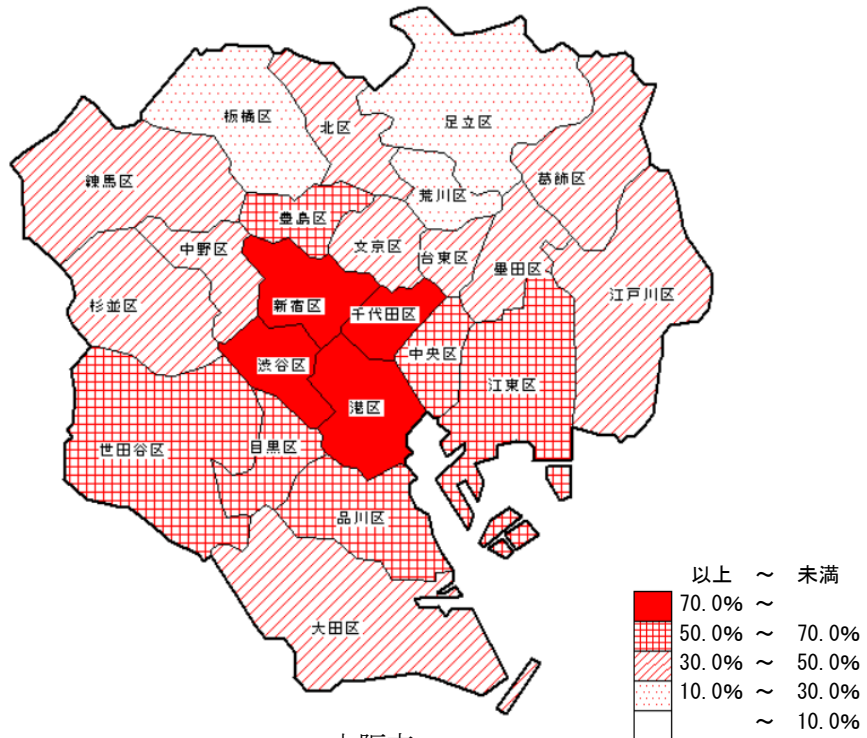 足立区
板橋区
北区
葛飾区
練馬区
荒川区
豊島区
文京区
台東区
中野区
墨田区
江戸川区
杉並区
新宿区
千代田区
中央区
渋谷区
江東区
港区
世田谷区
目黒区
品川区
大田区
以上 ~ 未満
70.0% ~
50.0% ~ 70.0%
30.0% ~ 50.0%
10.0% ~ 30.0%
~ 10.0%